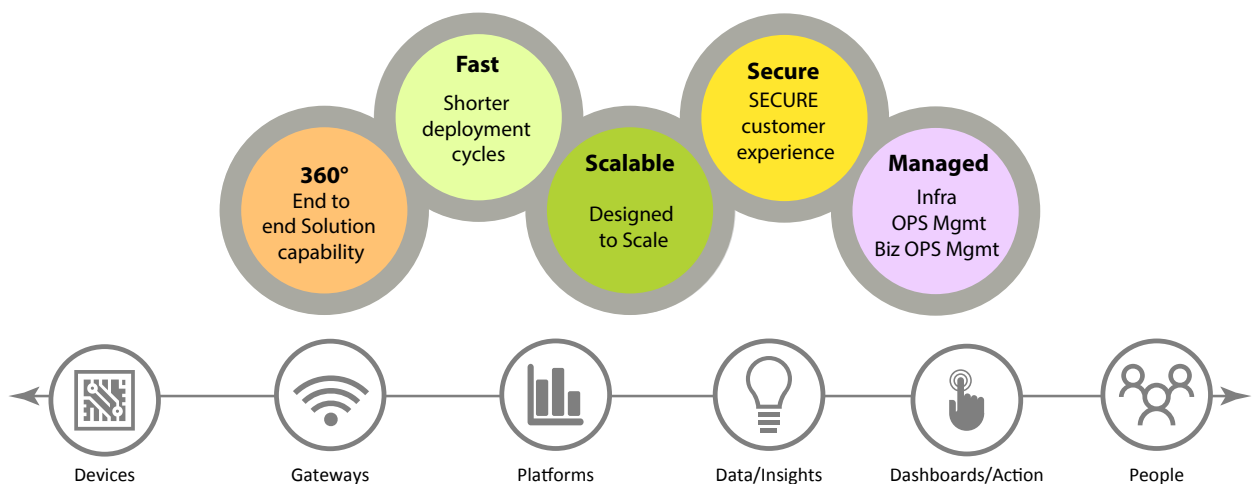 360°
End to
end Solution
capability
Fast
Shorter
deployment
cycles
Scalable
Designed
to Scale
Secure
SECURE
customer
experience
Managed
Infra
OPS Mgmt
Biz OPS Mgmt
Devices
Gateways
Platforms
Data/Insights
Dashboards/Action
People